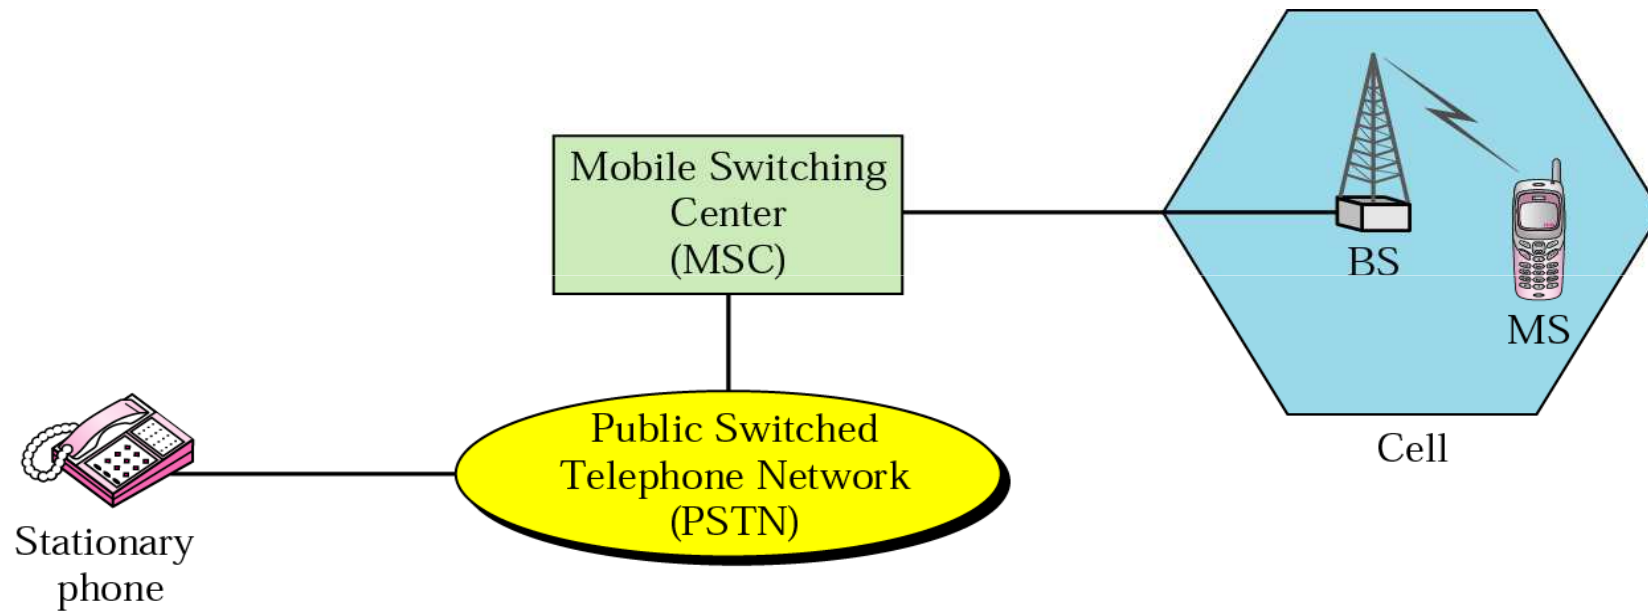 Mobile Switching
Center
(MSC)
BS
MS
Cell
Public Switched
Telephone Network
(PSTN)
Stationary
phone